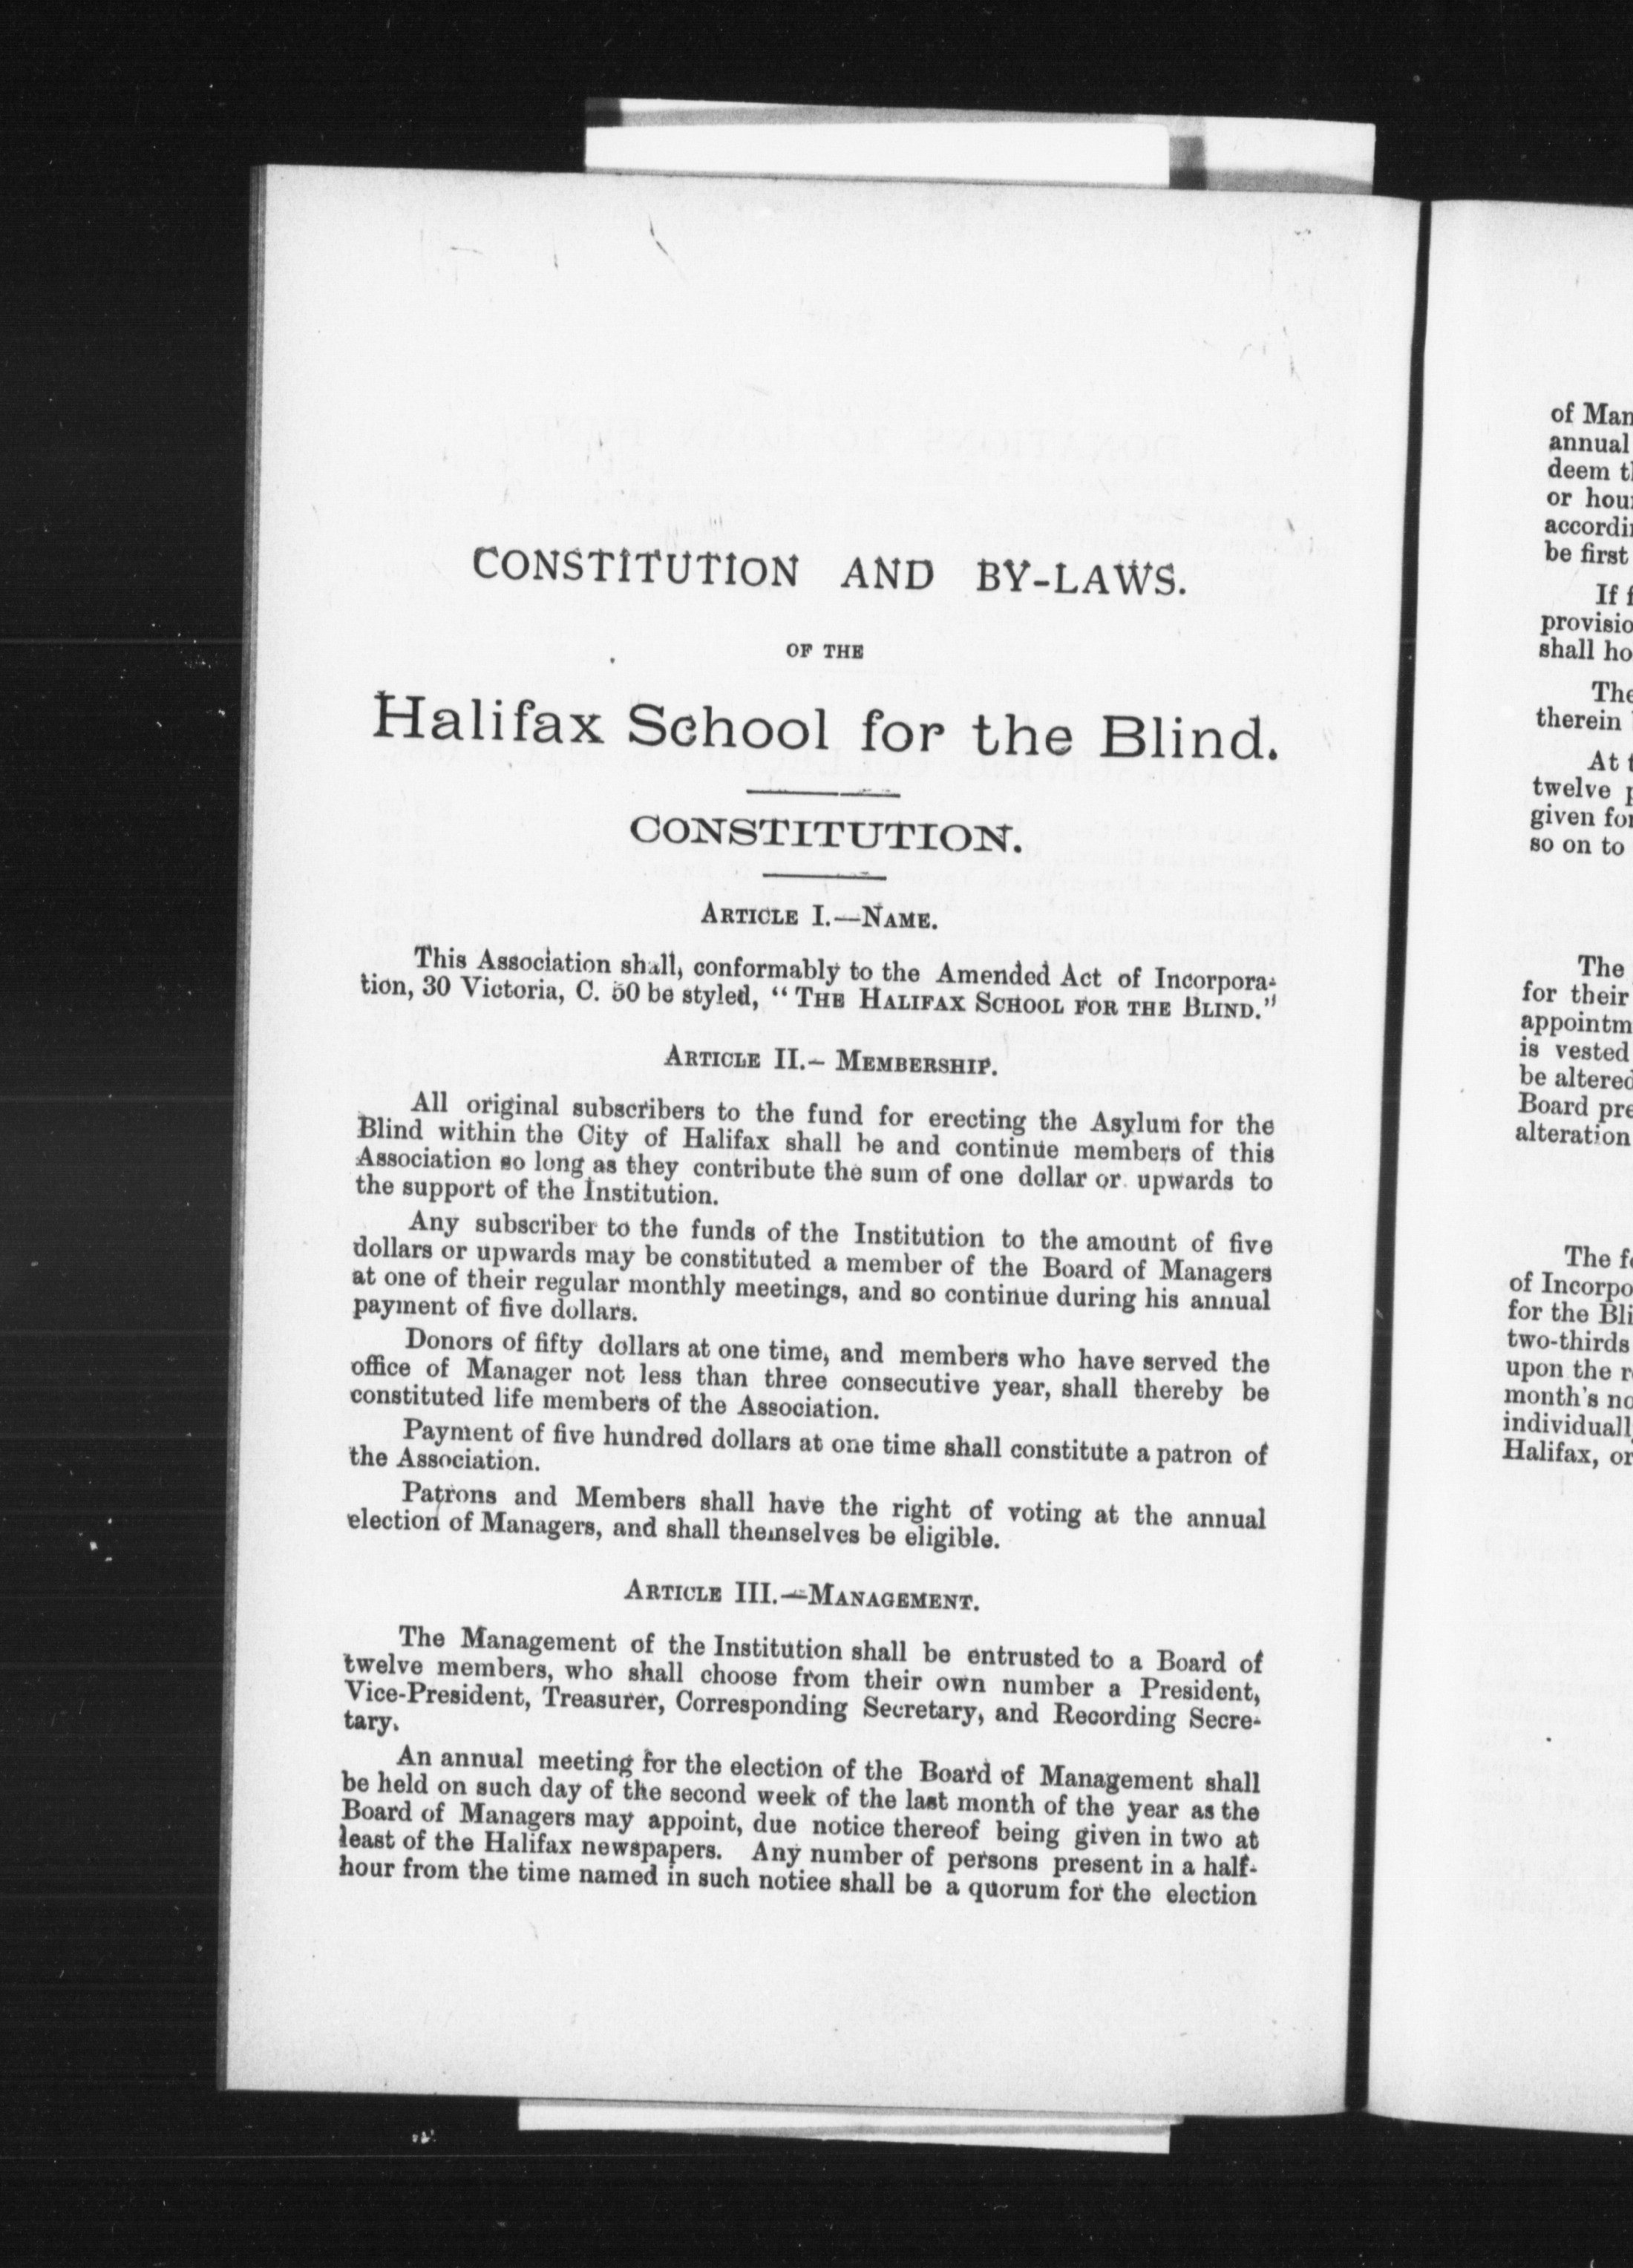 CONSTITUTION AND BY-LAWS.
OF THE
Halifax School for the Blind.
CONSTITUTION.
ARTICLE I.—NAME.
This Association shall, conformably to the Amended Act of Incorpora-
tion, 30 Victoria, C. 50 be styled, "THE HALIFAX SCHOOL FOR THE BLIND."
ARTICLE II.—MEMBERSHIP.
All original subscribers to the fund for erecting the Asylum for the
Blind within the City of Halifax shall be and continue members of this
Association so long as they contribute the sum of one dollar or upwards to
the support of the Institution.
Any subscriber to the funds of the Institution to the amount of five
dollars or upwards may be constituted a member of the Board of Managers
at one of their regular monthly meetings, and so continue during his annual
payment of five dollars.
Donors of fifty dollars at one time, and members who have served the
office of Manager not less than three consecutive year, shall thereby be
constituted life members of the Association.
Payment of five hundred dollars at one time shall constitute a patron of
the Association.
Patrons and Members shall have the right of voting at the annual
election of Managers, and shall themselves be eligible.
ARTICLE III.—MANAGEMENT.
The Management of the Institution shall be entrusted to a Board of
twelve members, who shall choose from their own number a President,
Vice-President, Treasurer, Corresponding Secretary, and Recording Secre-
tary.
An annual meeting for the election of the Board of Management shall
be held on such day of the second week of the last month of the year as the
Board of Managers may appoint, due notice thereof being given in two at
least of the Halifax newspapers. Any number of persons present in a half-
hour from the time named in such notice shall be a quorum for the election
of
annual
deem
or
be first
If
shall
The
therein
At
twelve
given
so on to
The
for their
is vested
be altered
Board
alteration
The
of
for the
two-thirds
upon the
month's
Halifax, or